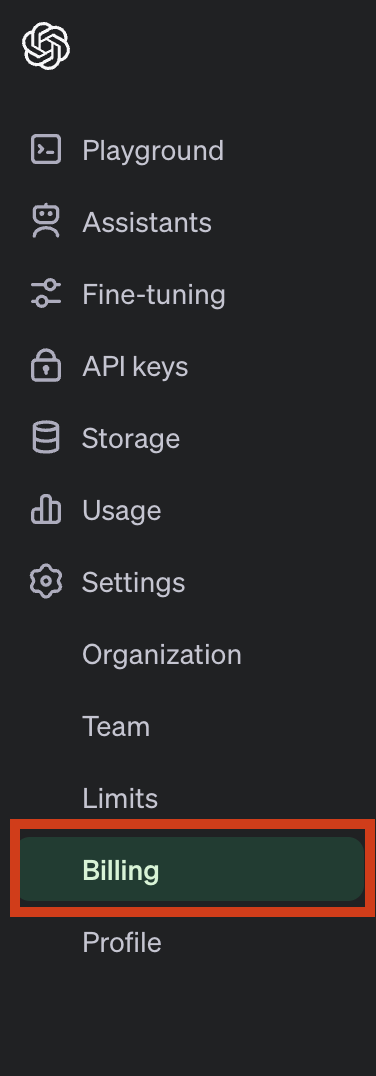 Playground
Assistants
Fine-tuning
API keys
Storage
Usage
Settings
Organization
Team
Limits
Billing
Profile